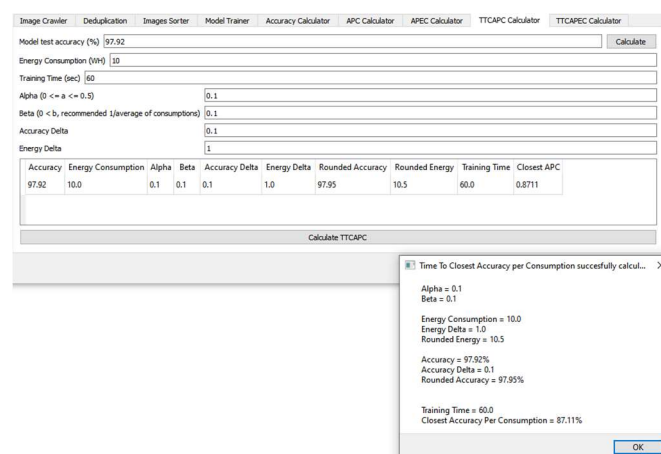 Image Crawler Deduplication Images Sorter Model Trainer Accuracy Calculator APC Calculator APEC Calculator TTCAPC Calculator TTCAPEC Calculator
Model test accuracy (%) 97.92 Calculate
Energy Consumption (WH) 10
Training Time (sec) 60
Alpha (0 <= a <= 0.5) 0.1
Beta (0 < b, recommended 1/average of consumptions) 0.1
Accuracy Delta 0.1
Energy Delta 1
Accuracy Energy Consumption Alpha Beta Accuracy Delta Energy Delta Rounded Accuracy Rounded Energy Training Time Closest APC
97.92 10.0 0.1 0.1 0.1 1.0 97.95 10.5 60.0 0.8711
Calculate TTCAPC
Time To Closest Accuracy per Consumption succesfully calcul... X
Alpha = 0.1
Beta = 0.1
Energy Consumption = 10.0
Energy Delta = 1.0
Rounded Energy = 10.5
Accuracy = 97.92%
Accuracy Delta = 0.1
Rounded Accuracy = 97.95%
Training Time = 60.0
Closest Accuracy Per Consumption = 87.11%
OK